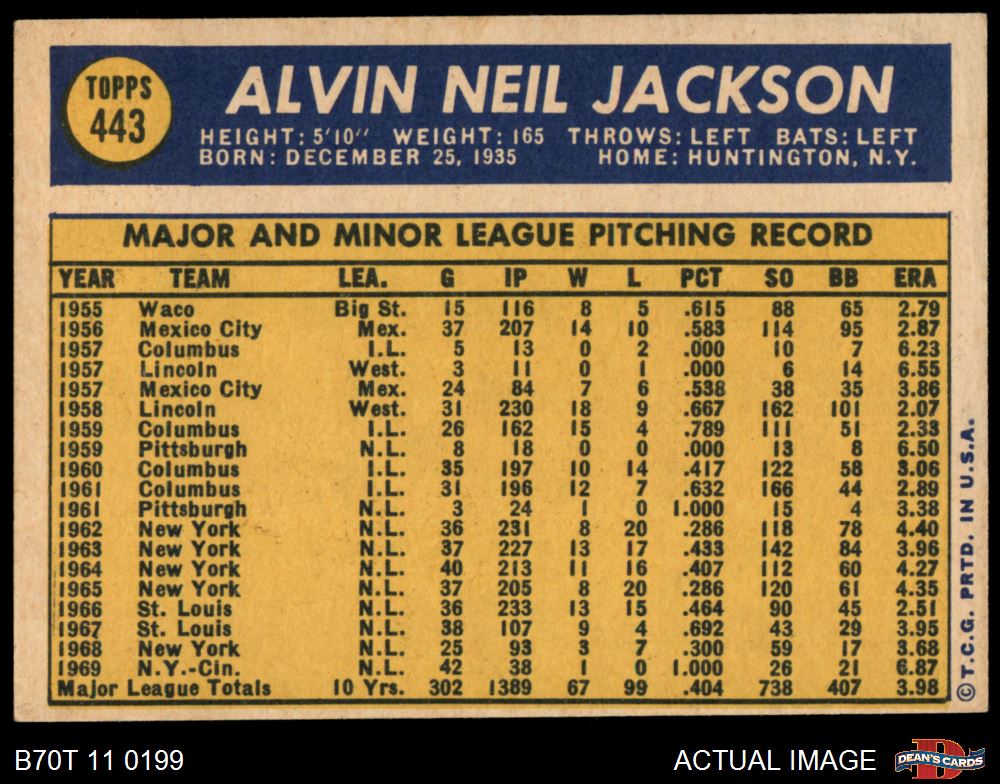 TOPPS
443
ALVIN NEIL JACKSON
HEIGHT: 5'10" WEIGHT: 165 THROWS: LEFT BATS: LEFT
BORN: DECEMBER 25, 1935 HOME: HUNTINGTON, N.Y.
MAJOR AND MINOR LEAGUE PITCHING RECORD
YEAR TEAM LEA. G IP W L PCT SO BB ERA
1955 Waco Big St. 15 116 8 5 .615 88 65 2.79
1956 Mexico City Mex. 37 207 14 10 .583 114 95 2.87
1957 Columbus I.L. 5 13 0 2 .000 10 7 6.23
1957 Lincoln West. 3 11 0 1 .000 6 14 6.55
1957 Mexico City Mex. 24 84 7 6 .538 38 35 3.86
1958 Lincoln West. 31 230 18 9 .667 162 101 2.07
1959 Columbus I.L. 26 162 15 4 .789 111 51 2.33
1959 Pittsburgh N.L. 8 18 0 0 .000 13 8 6.50
1960 Columbus I.L. 35 197 10 14 .417 122 58 3.06
1961 Columbus I.L. 31 196 12 7 .632 166 44 2.89
1961 Pittsburgh N.L. 3 24 1 0 1.000 15 4 3.38
1962 New York N.L. 36 231 8 20 .286 118 78 4.40
1963 New York N.L. 37 227 13 17 .433 142 84 3.96
1964 New York N.L. 40 213 11 16 .407 112 60 4.27
1965 New York N.L. 37 205 8 20 .286 120 61 4.35
1966 St. Louis N.L. 36 233 13 15 .464 90 45 2.51
1967 St. Louis N.L. 38 107 9 4 .692 43 29 3.95
1968 New York N.L. 25 93 3 7 .300 59 17 3.68
1969 N.Y.-Cin. N.L. 42 38 1 0 1.000 26 21 6.87
Major League Totals 10 Yrs. 302 1389 67 99 .404 738 407 3.98
© T.C.G. PRTD. IN U.S.A.
B70T 11 0199 ACTUAL IMAGE
D
DEAN'S CARDS